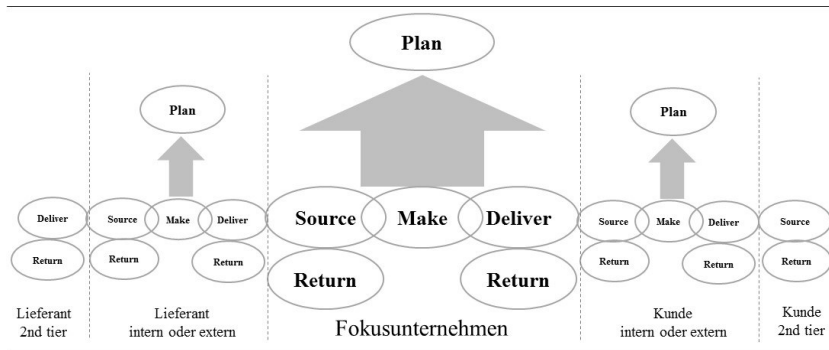 Plan
Plan
Plan
Deliver
Source
Make
Deliver
Source
Make
Deliver
Source
Make
Deliver
Source
Return
Return
Return
Return
Return
Return
Return
Return
Lieferant
2nd tier
Lieferant
intern oder extern
Fokusunternehmen
Kunde
intern oder extern
Kunde
2nd tier